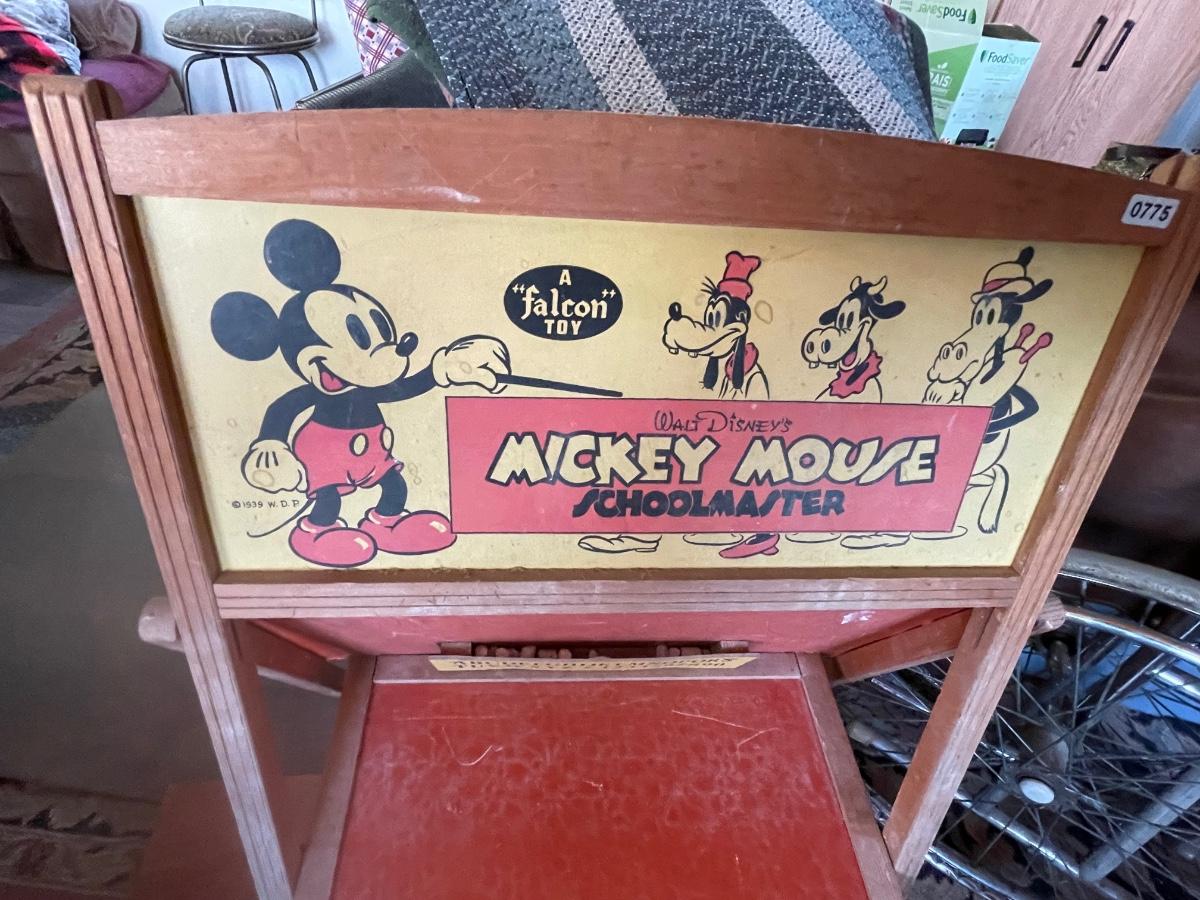 FoodSaver
FoodSaver
0775
A
"falcon"
TOY
WALT DISNEY'S
MICKEY MOUSE
SCHOOLMASTER
©1939 W. D. P.